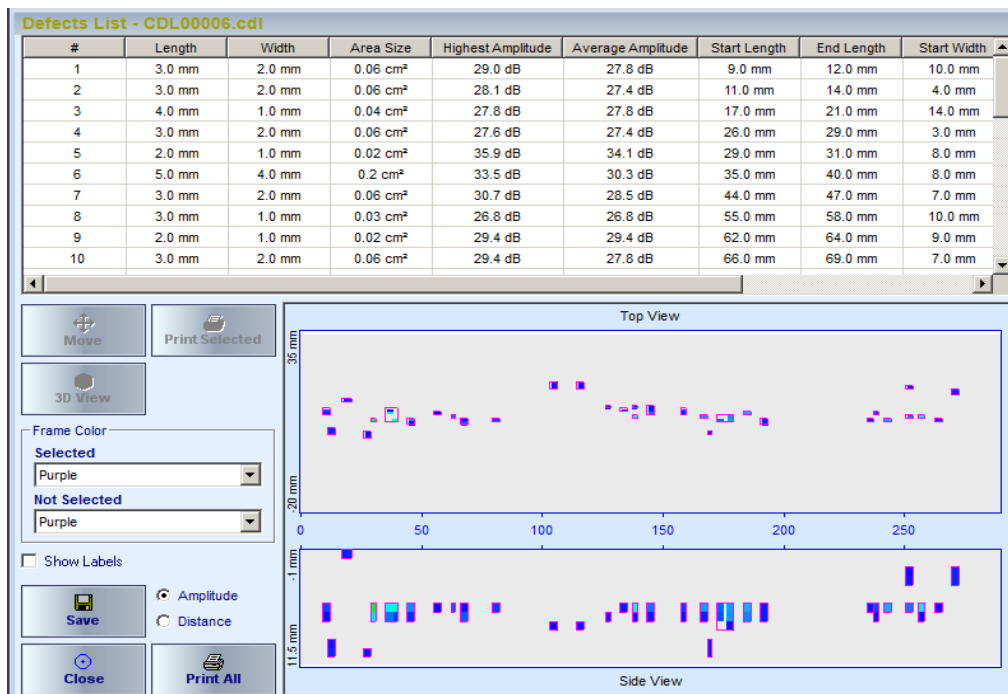 Defects List - CDL00006.cdl
# Length Width Area Size Highest Amplitude Average Amplitude Start Length End Length Start Width
1 3.0 mm 2.0 mm 0.06 cm² 29.0 dB 27.8 dB 9.0 mm 12.0 mm 10.0 mm
2 3.0 mm 2.0 mm 0.06 cm² 28.1 dB 27.4 dB 11.0 mm 14.0 mm 4.0 mm
3 4.0 mm 1.0 mm 0.04 cm² 27.8 dB 27.8 dB 17.0 mm 21.0 mm 14.0 mm
4 3.0 mm 2.0 mm 0.06 cm² 27.6 dB 27.4 dB 26.0 mm 29.0 mm 3.0 mm
5 2.0 mm 1.0 mm 0.02 cm² 35.9 dB 34.1 dB 29.0 mm 31.0 mm 8.0 mm
6 5.0 mm 4.0 mm 0.2 cm² 33.5 dB 30.3 dB 35.0 mm 40.0 mm 8.0 mm
7 3.0 mm 2.0 mm 0.06 cm² 30.7 dB 28.5 dB 44.0 mm 47.0 mm 7.0 mm
8 3.0 mm 1.0 mm 0.03 cm² 26.8 dB 26.8 dB 55.0 mm 58.0 mm 10.0 mm
9 2.0 mm 1.0 mm 0.02 cm² 29.4 dB 29.4 dB 62.0 mm 64.0 mm 9.0 mm
10 3.0 mm 2.0 mm 0.06 cm² 29.4 dB 27.8 dB 66.0 mm 69.0 mm 7.0 mm
Move
Print Selected
3D View
Frame Color
Selected
Purple
Not Selected
Purple
Show Labels
Save
Amplitude
Distance
Close
Print All
Top View
35 mm
-20 mm
0 50 100 150 200 250
-1 mm
11.5 mm
Side View